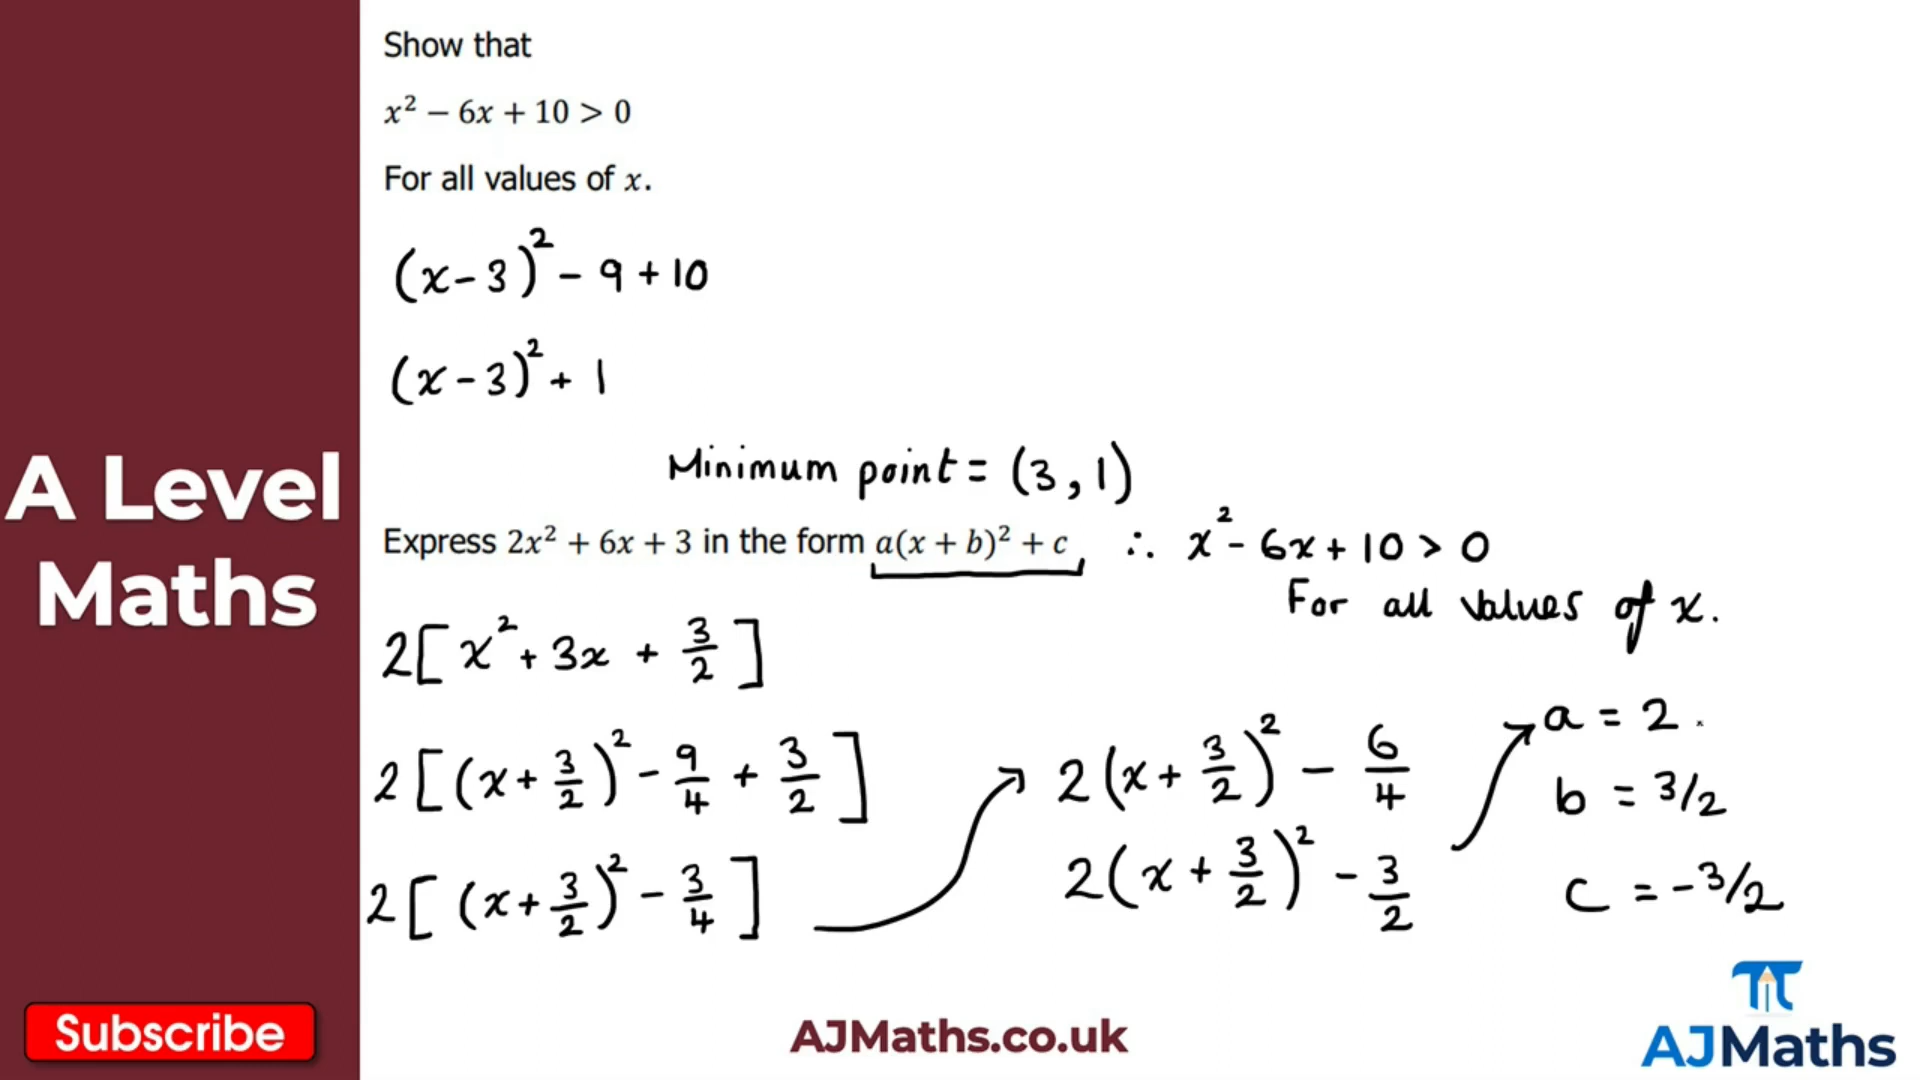 A Level
Maths
Subscribe
Show that
x² − 6x + 10 > 0
For all values of x.
(x-3)² - 9 + 10
(x-3)² + 1
Minimum point = (3, 1)
Express 2x² + 6x + 3 in the form a(x + b)² + c
∴ x² - 6x + 10 > 0
For all values of x.
2[x² + 3x + 3/2]
2[(x + 3/2)² - 9/4 + 3/2]
2[(x + 3/2)² - 3/4]
2(x + 3/2)² - 6/4
2(x + 3/2)² - 3/2
a = 2
b = 3/2
c = -3/2
AJMaths.co.uk
AJMaths